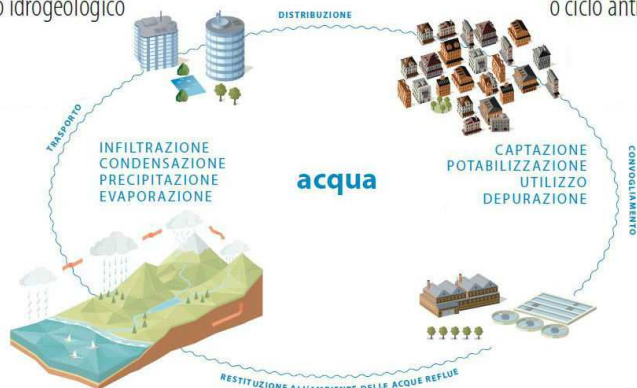 o idrogeologico
o ciclo anti
DISTRIBUZIONE
TRASPORTO
INFILTRAZIONE
CONDENSAZIONE
PRECIPITAZIONE
EVAPORAZIONE
acqua
CAPTAZIONE
POTABILIZZAZIONE
UTILIZZO
DEPURAZIONE
CONVOGLIAMENTO
RESTITUZIONE ALL'AMBIENTE DELLE ACQUE REFLUE